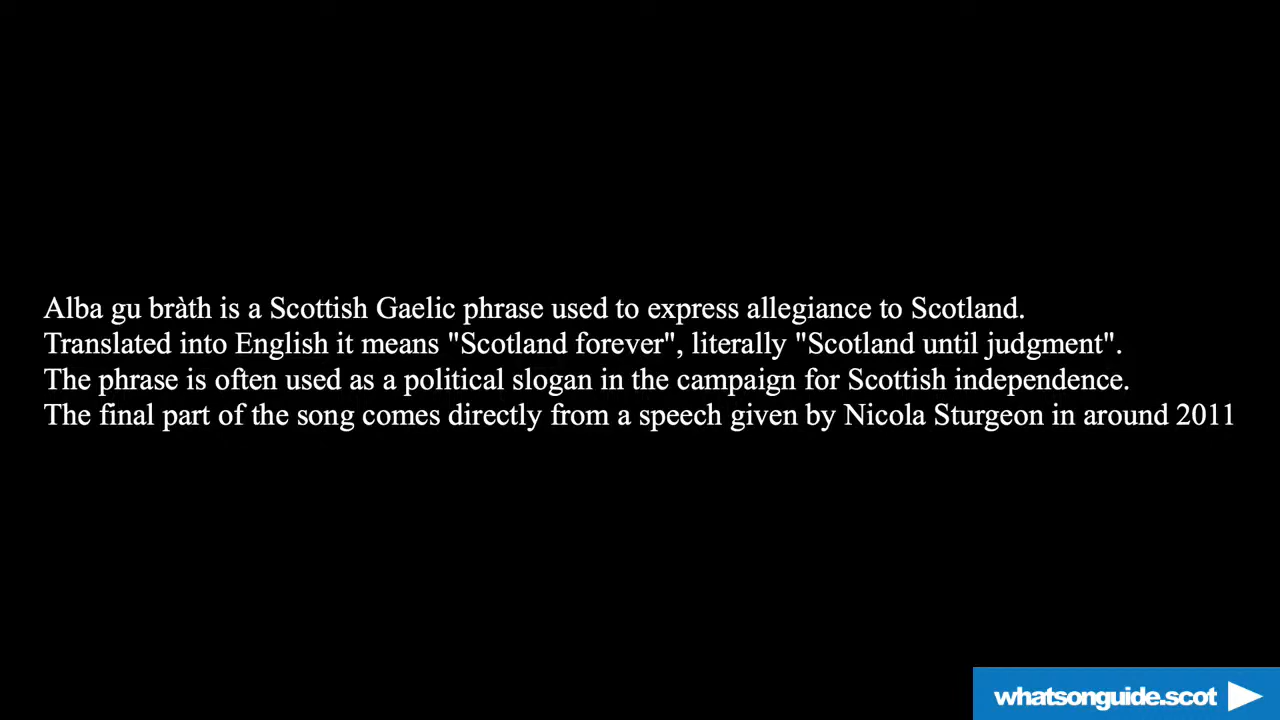 Alba gu bràth is a Scottish Gaelic phrase used to express allegiance to Scotland.
Translated into English it means "Scotland forever", literally "Scotland until judgment".
The phrase is often used as a political slogan in the campaign for Scottish independence.
The final part of the song comes directly from a speech given by Nicola Sturgeon in around 2011
whatsonguide.scot